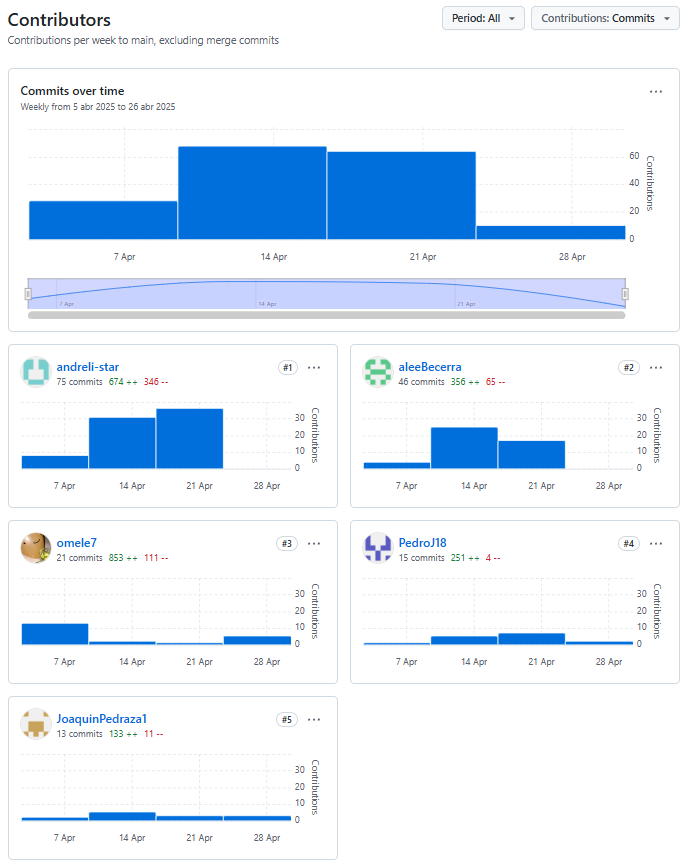 Contributors
Period: All
Contributions: Commits
Contributions per week to main, excluding merge commits
Commits over time
Weekly from 5 abr 2025 to 26 abr 2025
60
40
20
0
Contributions
7 Apr 14 Apr 21 Apr 28 Apr
7 Apr 14 Apr 21 Apr
andreli-star #1
75 commits 674 ++ 346 --
30
20
10
0
Contributions
7 Apr 14 Apr 21 Apr 28 Apr
aleeBecerra #2
46 commits 356 ++ 65 --
30
20
10
0
Contributions
7 Apr 14 Apr 21 Apr 28 Apr
omele7 #3
21 commits 853 ++ 111 --
30
20
10
0
Contributions
7 Apr 14 Apr 21 Apr 28 Apr
PedroJ18 #4
15 commits 251 ++ 4 --
30
20
10
0
Contributions
7 Apr 14 Apr 21 Apr 28 Apr
JoaquinPedraza1 #5
13 commits 133 ++ 11 --
30
20
10
0
Contributions
7 Apr 14 Apr 21 Apr 28 Apr